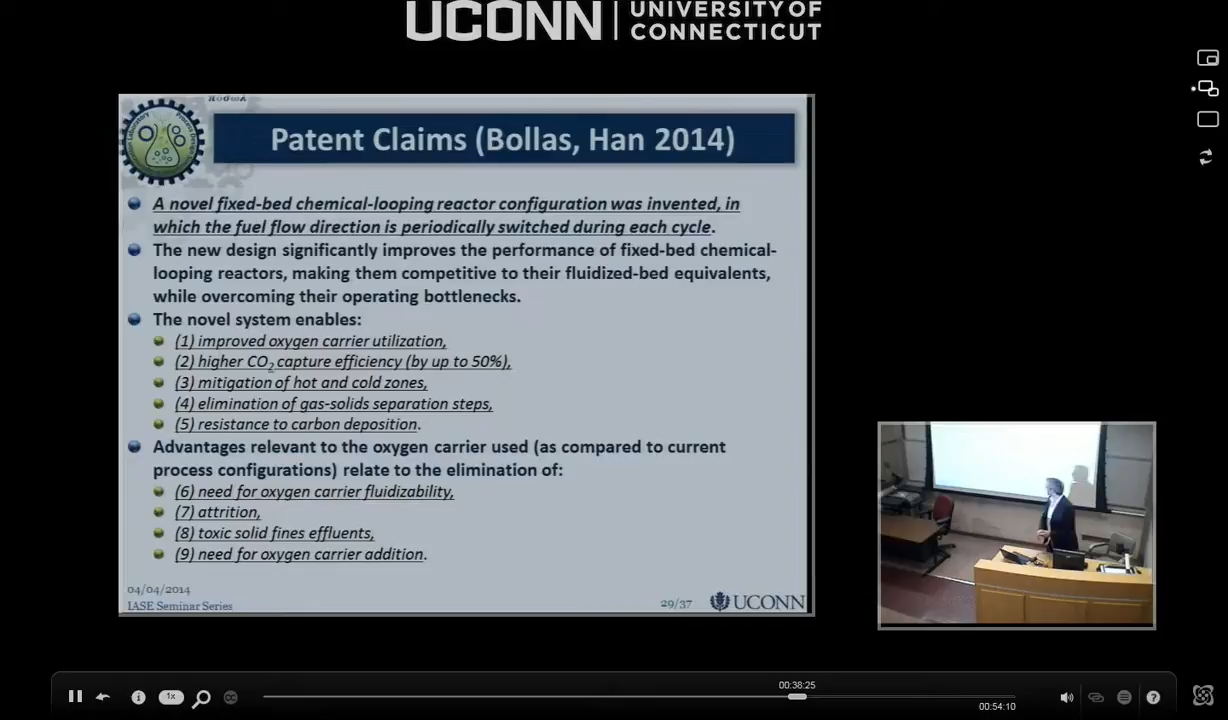 UCONN | UNIVERSITY OF CONNECTICUT
Patent Claims (Bollas, Han 2014)
A novel fixed-bed chemical-looping reactor configuration was invented, in
which the fuel flow direction is periodically switched during each cycle.
The new design significantly improves the performance of fixed-bed chemical-
looping reactors, making them competitive to their fluidized-bed equivalents,
while overcoming their operating bottlenecks.
The novel system enables:
(1) improved oxygen carrier utilization,
(2) higher CO2 capture efficiency (by up to 50%),
(3) mitigation of hot and cold zones,
(4) elimination of gas-solids separation steps,
(5) resistance to carbon deposition.
Advantages relevant to the oxygen carrier used (as compared to current
process configurations) relate to the elimination of:
(6) need for oxygen carrier fluidizability,
(7) attrition,
(8) toxic solid fines effluents,
(9) need for oxygen carrier addition.
04/04/2014
IASE Seminar Series
29/37
UCONN
00:38:25
1x
00:54:10